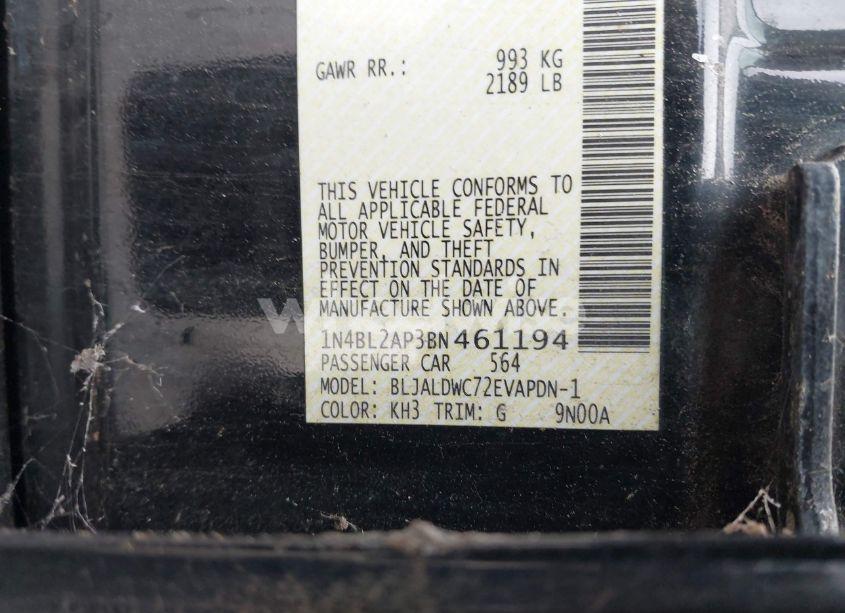 GAWR RR.: 993 KG
2189 LB
THIS VEHICLE CONFORMS TO
ALL APPLICABLE FEDERAL
MOTOR VEHICLE SAFETY,
BUMPER, AND THEFT
PREVENTION STANDARDS IN
EFFECT ON THE DATE OF
MANUFACTURE SHOWN ABOVE.
1N4BL2AP3BN461194
PASSENGER CAR 564
MODEL: BLJALDWC72EVAPDN-1
COLOR: KH3 TRIM: G 9N00A